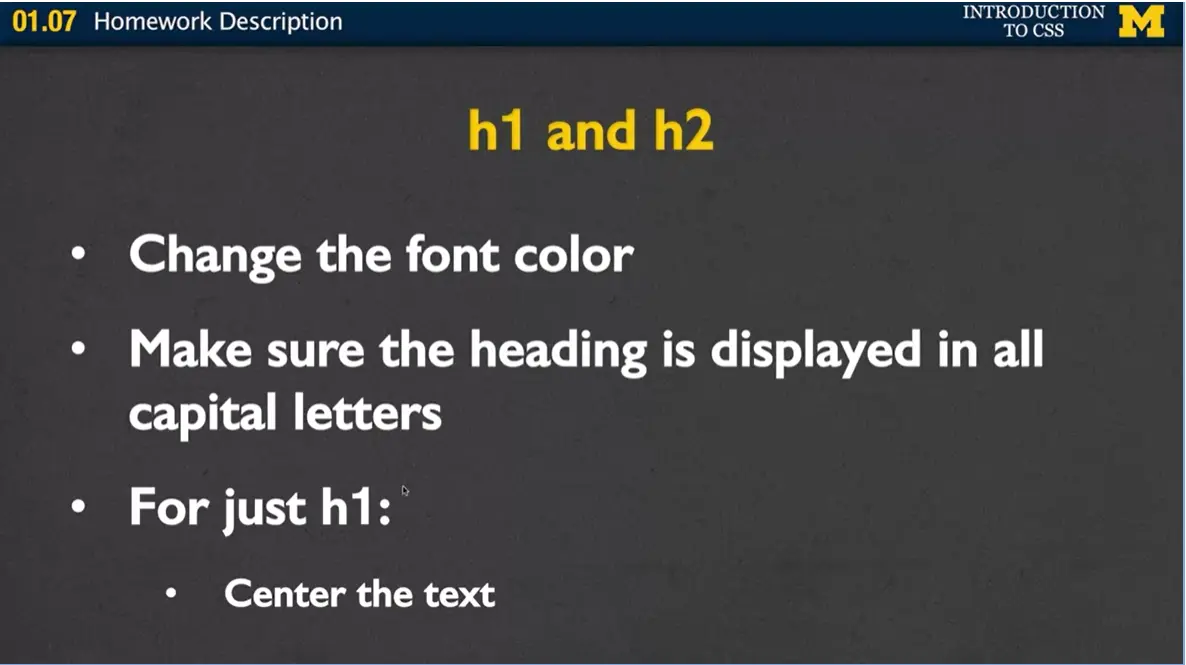 01.07 Homework Description
INTRODUCTION
TO CSS
M
h1 and h2
• Change the font color
• Make sure the heading is displayed in all
capital letters
• For just h1:
• Center the text